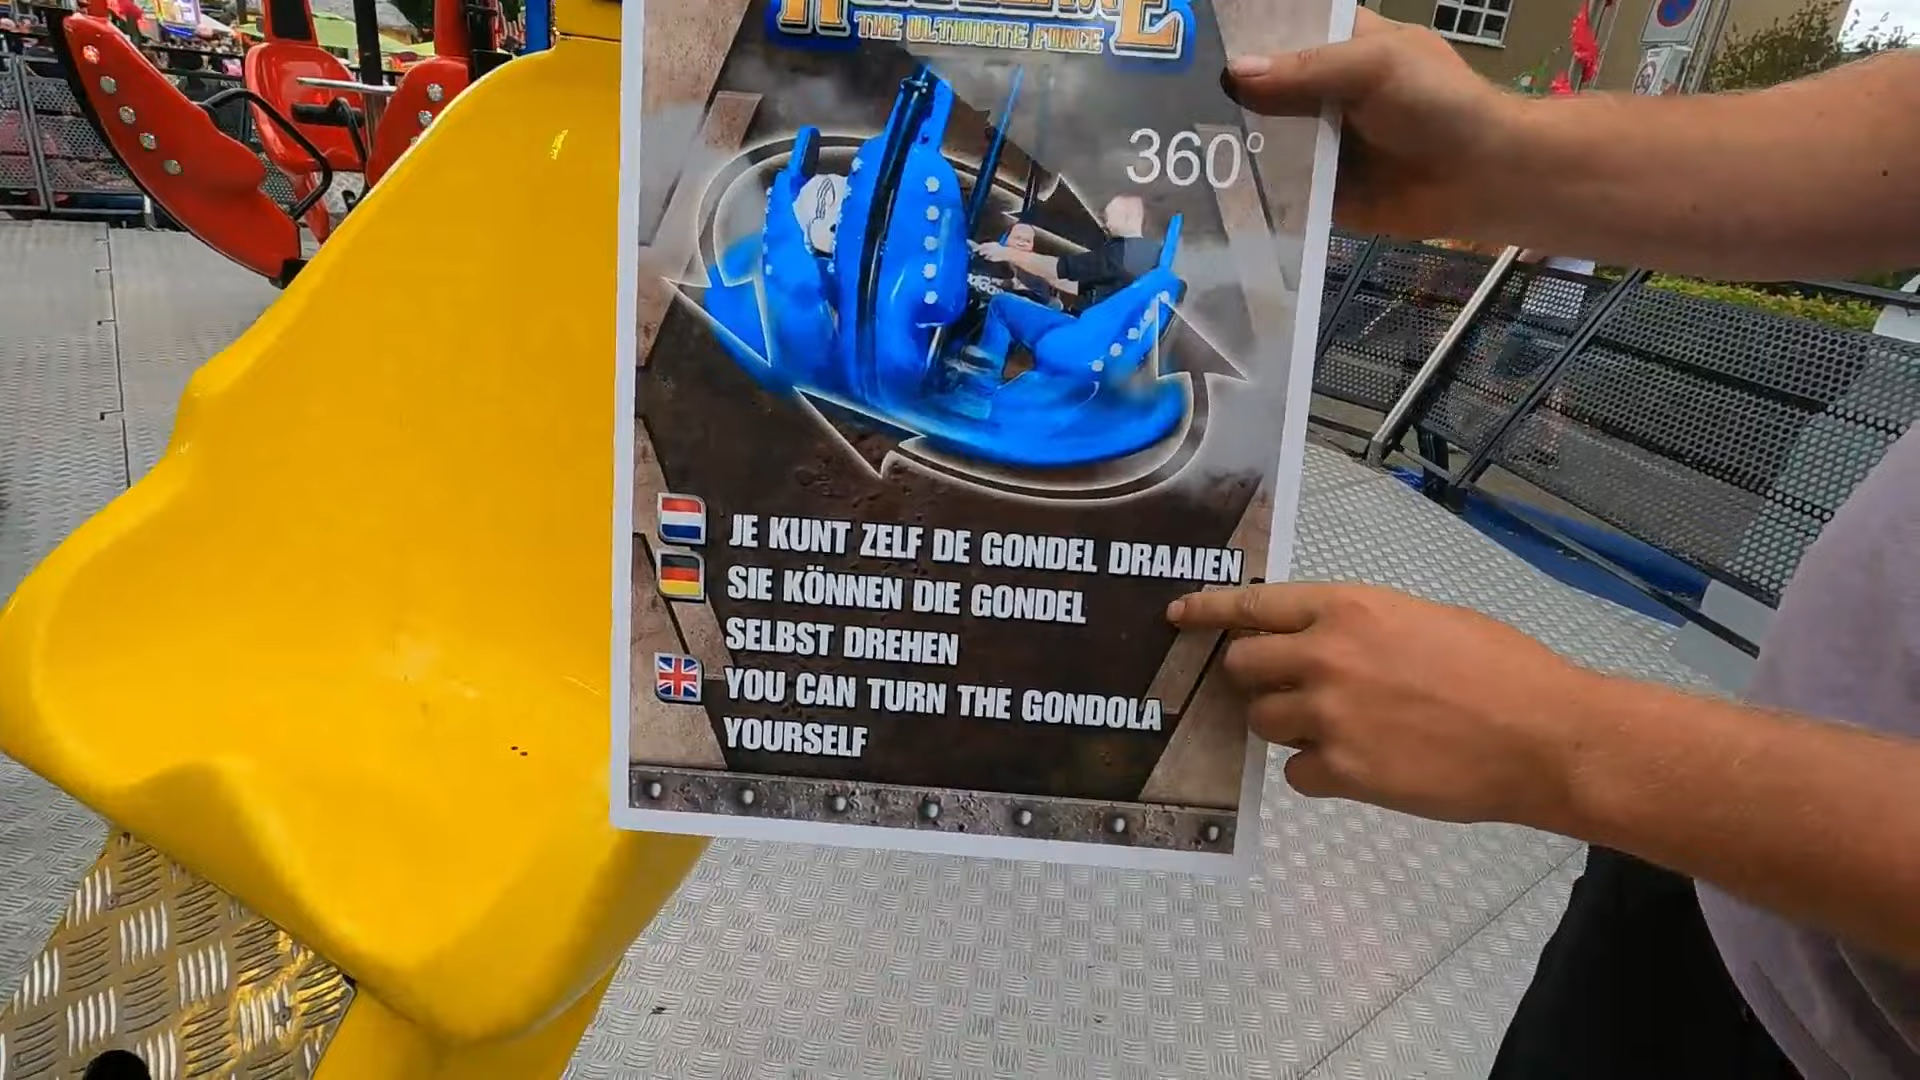 THE ULTIMATE FORCE
360°
JE KUNT ZELF DE GONDEL DRAAIEN
SIE KÖNNEN DIE GONDEL
SELBST DREHEN
YOU CAN TURN THE GONDOLA
YOURSELF